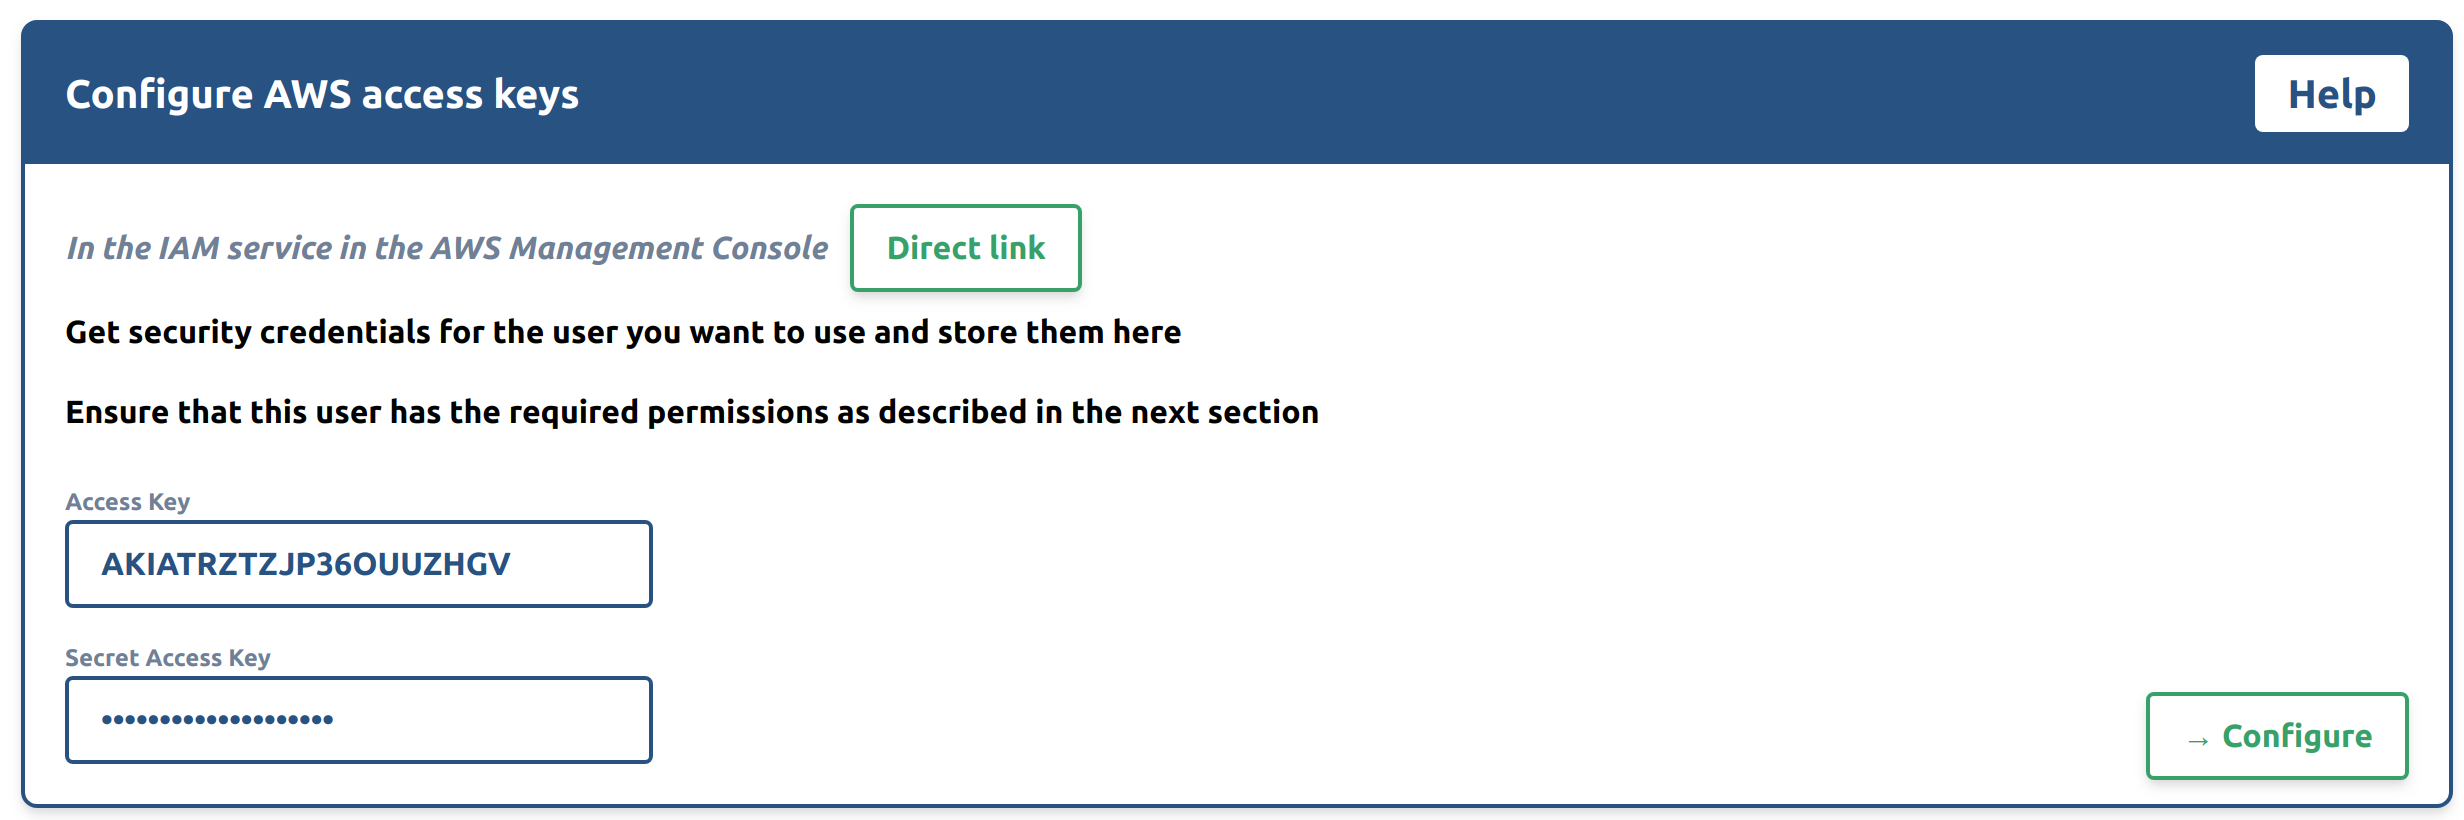 Configure AWS access keys
Help
In the IAM service in the AWS Management Console
Direct link
Get security credentials for the user you want to use and store them here
Ensure that this user has the required permissions as described in the next section
Access Key
AKIATRZTZJP36OUUZHGV
Secret Access Key
••••••••••••••••••••
→ Configure